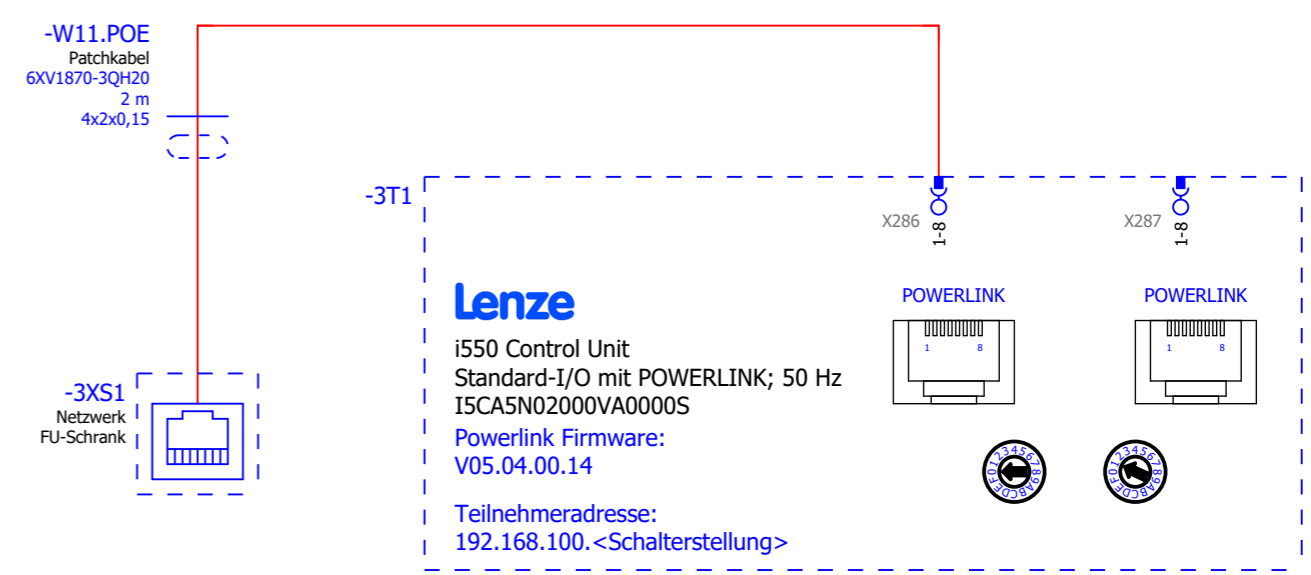 -W11.POE
Patchkabel
6XV1870-3QH20
2 m
4x2x0,15
-3T1
X286
1-8
X287
1-8
Lenze
POWERLINK
POWERLINK
1 8
1 8
i550 Control Unit
Standard-I/O mit POWERLINK; 50 Hz
I5CA5N02000VA0000S
-3XS1
Netzwerk
FU-Schrank
Powerlink Firmware:
V05.04.00.14
0123456789ABCDEF
0123456789ABCDEF
Teilnehmeradresse:
192.168.100.<Schalterstellung>